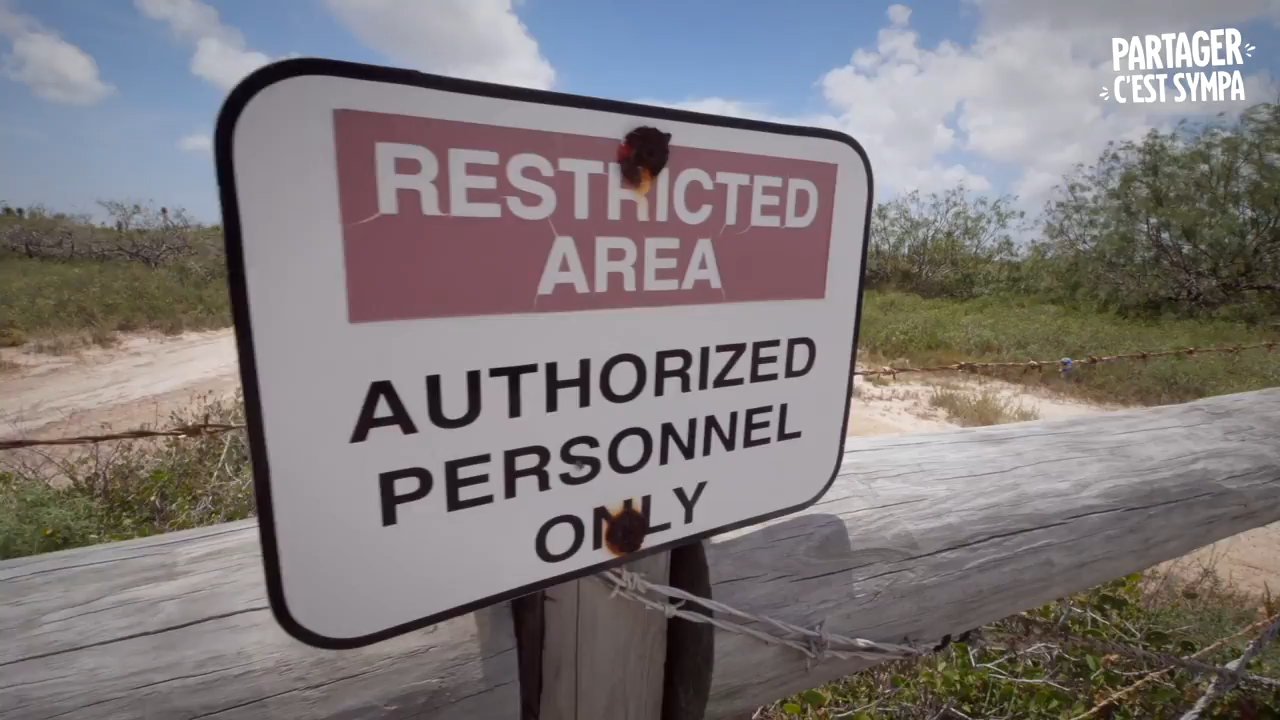 PARTAGER
C'EST SYMPA
RESTRICTED
AREA
AUTHORIZED
PERSONNEL
ONLY